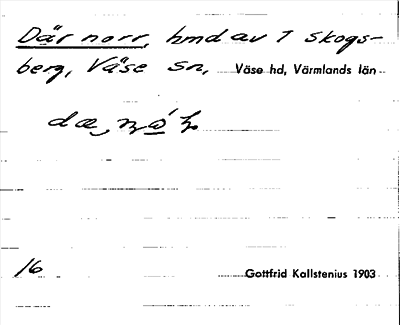 Där norr, hmd av 1 Skogs-
berg, Väse sn, Väse hd, Värmlands län
16
Gottfrid Kallstenius 1903